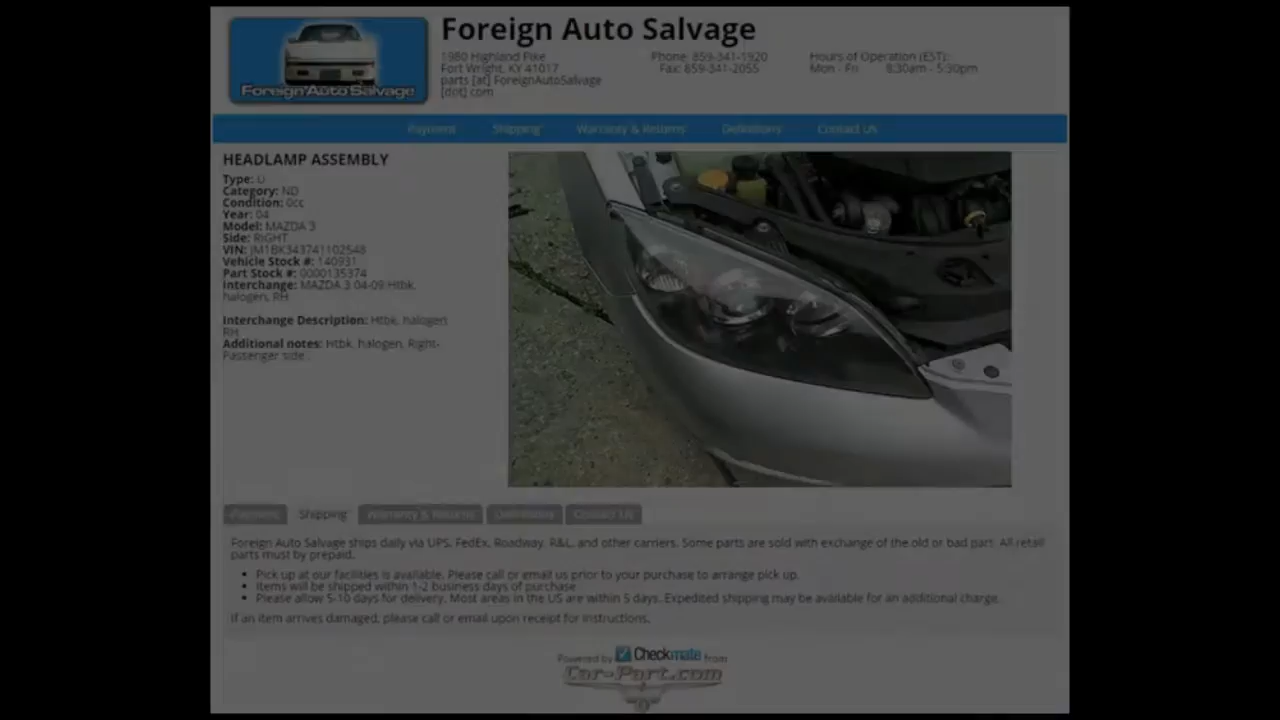 Foreign Auto Salvage
1980 Highland Pike
Fort Wright, KY 41017
parts [at] ForeignAutoSalvage
[dot] com
Phone: 859-341-1920
Fax: 859-341-2055
Hours of Operation (EST):
Mon - Fri 8:30am - 5:30pm
Foreign Auto Salvage
Payment Shipping Warranty & Returns Definitions Contact Us
HEADLAMP ASSEMBLY
Type: U
Category: ND
Condition: 0cc
Year: 04
Model: MAZDA 3
Side: RIGHT
VIN: JM1BK343741102548
Vehicle Stock #: 140931
Part Stock #: 0000135374
Interchange: MAZDA 3 04-09 Htbk,
halogen, RH
Interchange Description: Htbk, halogen,
RH
Additional notes: Htbk, halogen, Right-
Passenger side .
Payment Shipping Warranty & Returns Definitions Contact Us
Foreign Auto Salvage ships daily via UPS, FedEx, Roadway, R&L, and other carriers. Some parts are sold with exchange of the old or bad part. All retail
parts must by prepaid.
Pick up at our facilities is available. Please call or email us prior to your purchase to arrange pick up.
Items will be shipped within 1-2 business days of purchase
Please allow 5-10 days for delivery. Most areas in the US are within 5 days. Expedited shipping may be available for an additional charge.
If an item arrives damaged, please call or email upon receipt for instructions.
Powered by Checkmate from
Car-Part.com